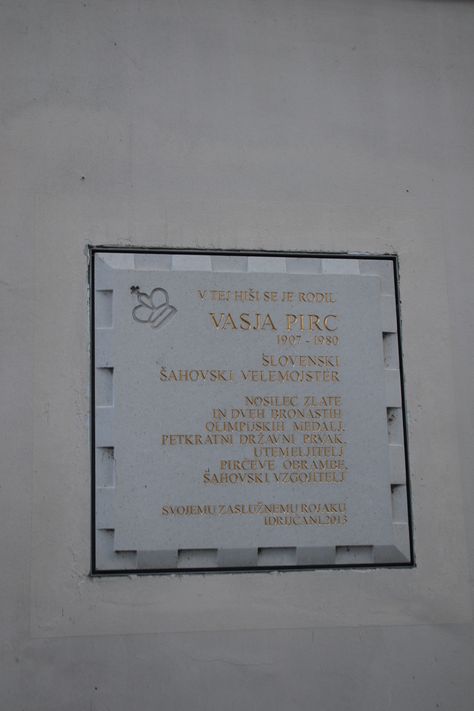 V TEJ HIŠI SE JE RODIL
VASJA PIRC
1907 - 1980
SLOVENSKI
ŠAHOVSKI VELEMOJSTER
NOSILEC ZLATE
IN DVEH BRONASTIH
OLIMPIJSKIH MEDALJ,
PETKRATNI DRŽAVNI PRVAK,
UTEMELJITELJ
PIRČEVE OBRAMBE,
ŠAHOVSKI VZGOJITELJ
SVOJEMU ZASLUŽNEMU ROJAKU
IDRIJČANI, 2013